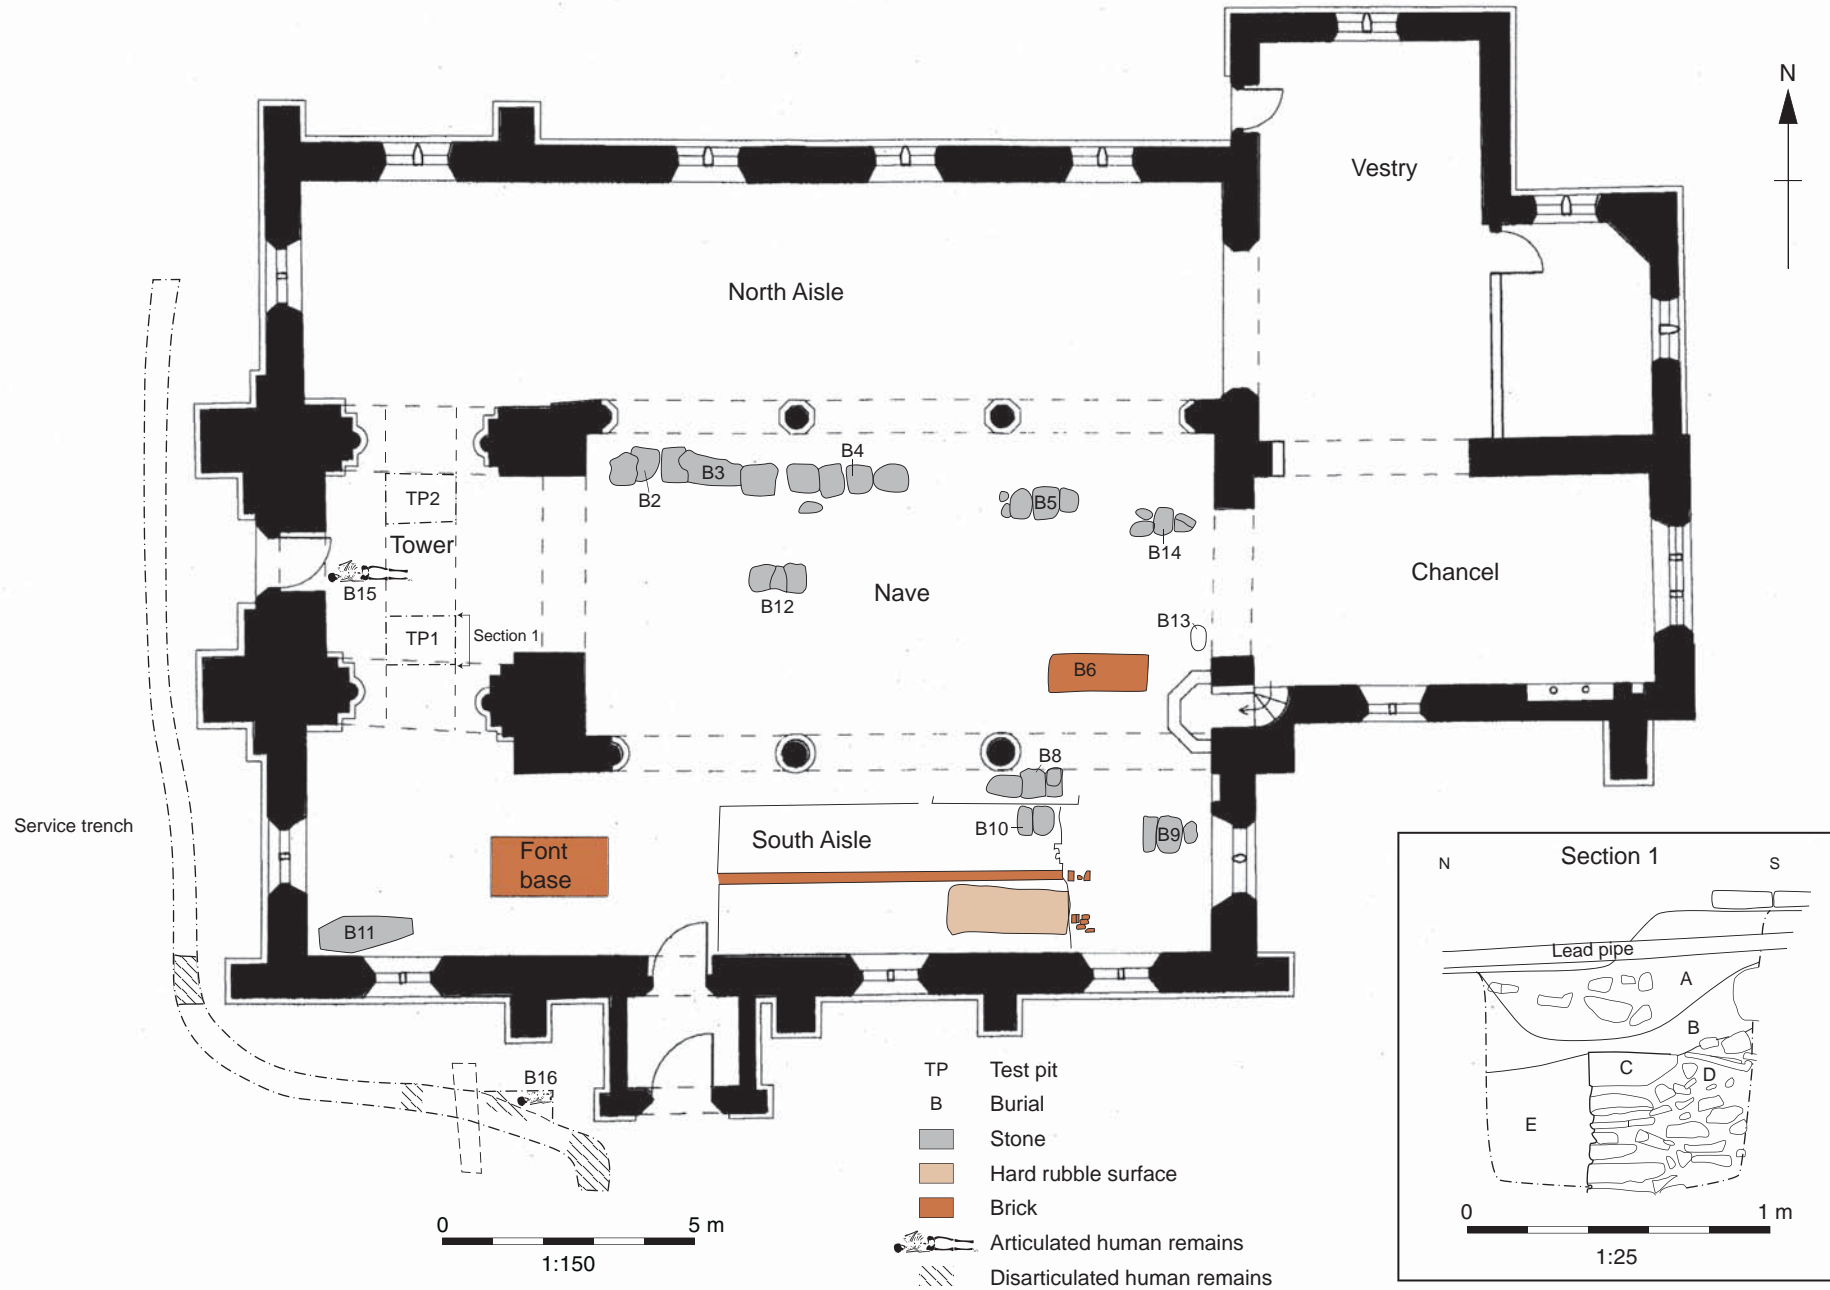 N
Vestry
North Aisle
B4
B3
TP2
B2
B5
Tower
B14
Chancel
B15
B12
Nave
B13
TP1
Section 1
B6
B8
Service trench
B10
South Aisle
B9
Font
base
B11
B16
TP Test pit
B Burial
Stone
Hard rubble surface
Brick
Articulated human remains
Disarticulated human remains
0 5 m
1:150
Section 1
N S
Lead pipe
A
B
C
D
E
0 1 m
1:25